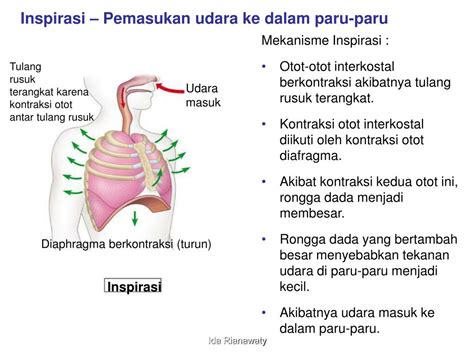 Inspirasi – Pemasukan udara ke dalam paru-paru
Tulang
rusuk
terangkat karena
kontraksi otot
antar tulang rusuk
Udara
masuk
Diaphragma berkontraksi (turun)
Inspirasi
Mekanisme Inspirasi :
• Otot-otot interkostal
berkontraksi akibatnya tulang
rusuk terangkat.
• Kontraksi otot interkostal
diikuti oleh kontraksi otot
diafragma.
• Akibat kontraksi kedua otot ini,
rongga dada menjadi
membesar.
• Rongga dada yang bertambah
besar menyebabkan tekanan
udara di paru-paru menjadi
kecil.
• Akibatnya udara masuk ke
dalam paru-paru.
Ida Rianawaty